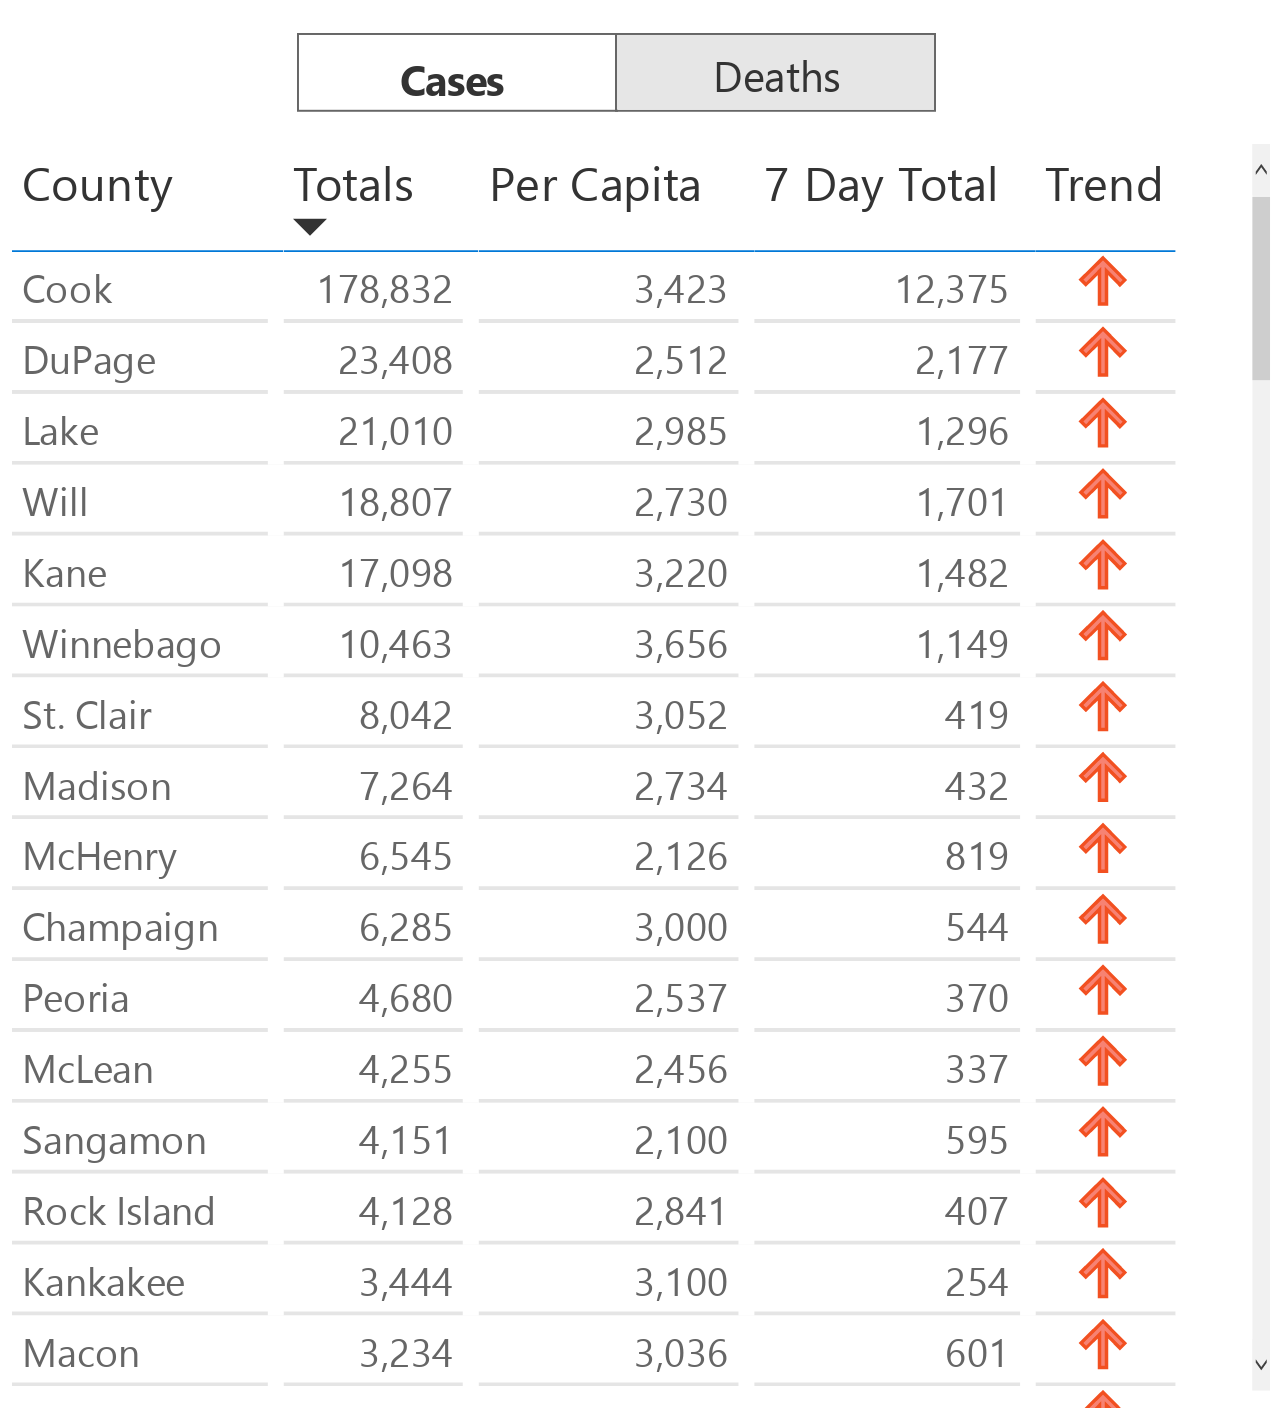 Cases Deaths
County Totals Per Capita 7 Day Total Trend
Cook 178,832 3,423 12,375
DuPage 23,408 2,512 2,177
Lake 21,010 2,985 1,296
Will 18,807 2,730 1,701
Kane 17,098 3,220 1,482
Winnebago 10,463 3,656 1,149
St. Clair 8,042 3,052 419
Madison 7,264 2,734 432
McHenry 6,545 2,126 819
Champaign 6,285 3,000 544
Peoria 4,680 2,537 370
McLean 4,255 2,456 337
Sangamon 4,151 2,100 595
Rock Island 4,128 2,841 407
Kankakee 3,444 3,100 254
Macon 3,234 3,036 601